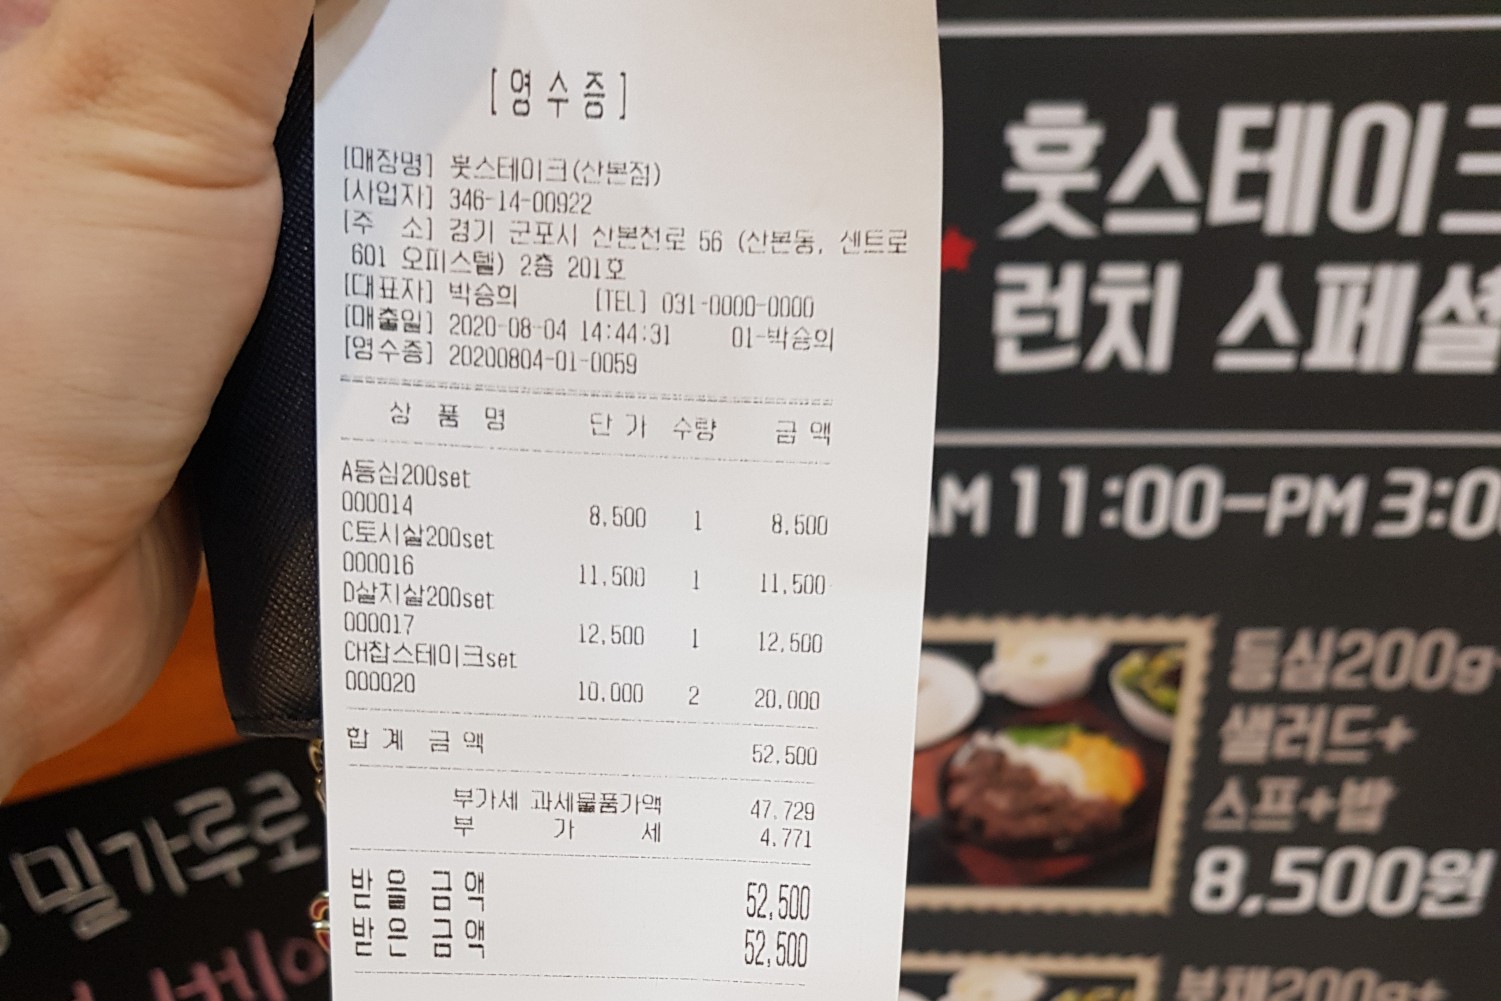 [영수증]
[매장명] 훗스테이크(산본점)
[사업자] 346-14-00922
[주 소] 경기 군포시 산본천로 56 (산본동, 센트로
601 오피스텔) 2층 201호
[대표자] 박승희 [TEL] 031-0000-0000
[매출일] 2020-08-04 14:44:31 01-박승희
[영수증] 20200804-01-0059
상 품 명 단 가 수량 금 액
A등심200set
000014 8,500 1 8,500
C토시살200set
000016 11,500 1 11,500
D살치살200set
000017 12,500 1 12,500
CH찹스테이크set
000020 10,000 2 20,000
합 계 금 액 52,500
부가세 과세물품가액 47,729
부 가 세 4,771
받 을 금 액 52,500
받 은 금 액 52,500
훗스테이크
런치 스페셜
AM 11:00-PM 3:00
등심200g
샐러드+
스프+밥
8,500원
부채200g+
밀가루로